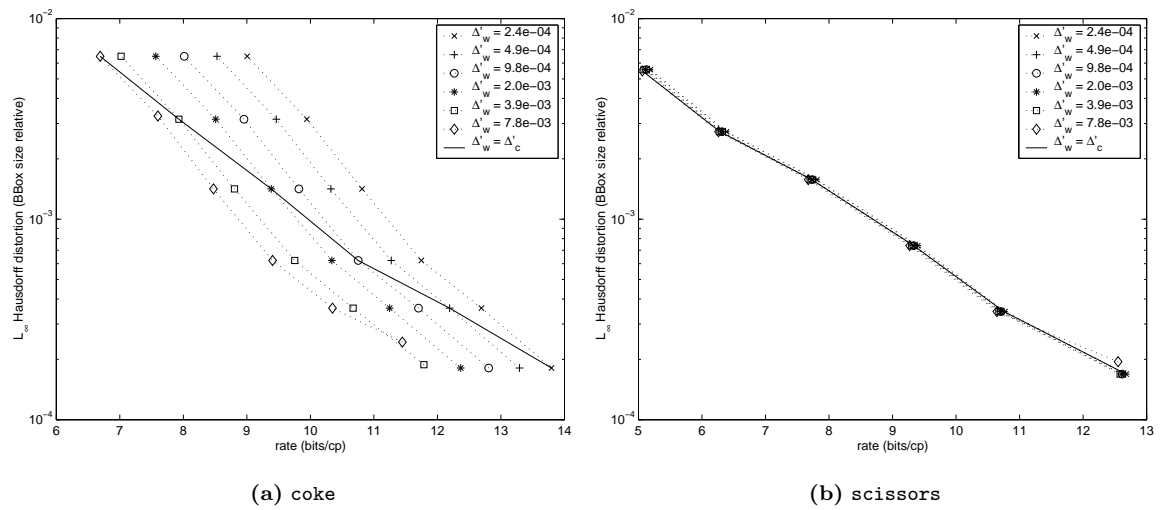 10⁻²
10⁻³
10⁻⁴
L∞ Hausdorff distortion (BBox size relative)
Δ'w = 2.4e−04
Δ'w = 4.9e−04
Δ'w = 9.8e−04
Δ'w = 2.0e−03
Δ'w = 3.9e−03
Δ'w = 7.8e−03
Δ'w = Δ'c
6 7 8 9 10 11 12 13 14
rate (bits/cp)
(a) coke
10⁻²
10⁻³
10⁻⁴
L∞ Hausdorff distortion (BBox size relative)
Δ'w = 2.4e−04
Δ'w = 4.9e−04
Δ'w = 9.8e−04
Δ'w = 2.0e−03
Δ'w = 3.9e−03
Δ'w = 7.8e−03
Δ'w = Δ'c
5 6 7 8 9 10 11 12 13
rate (bits/cp)
(b) scissors